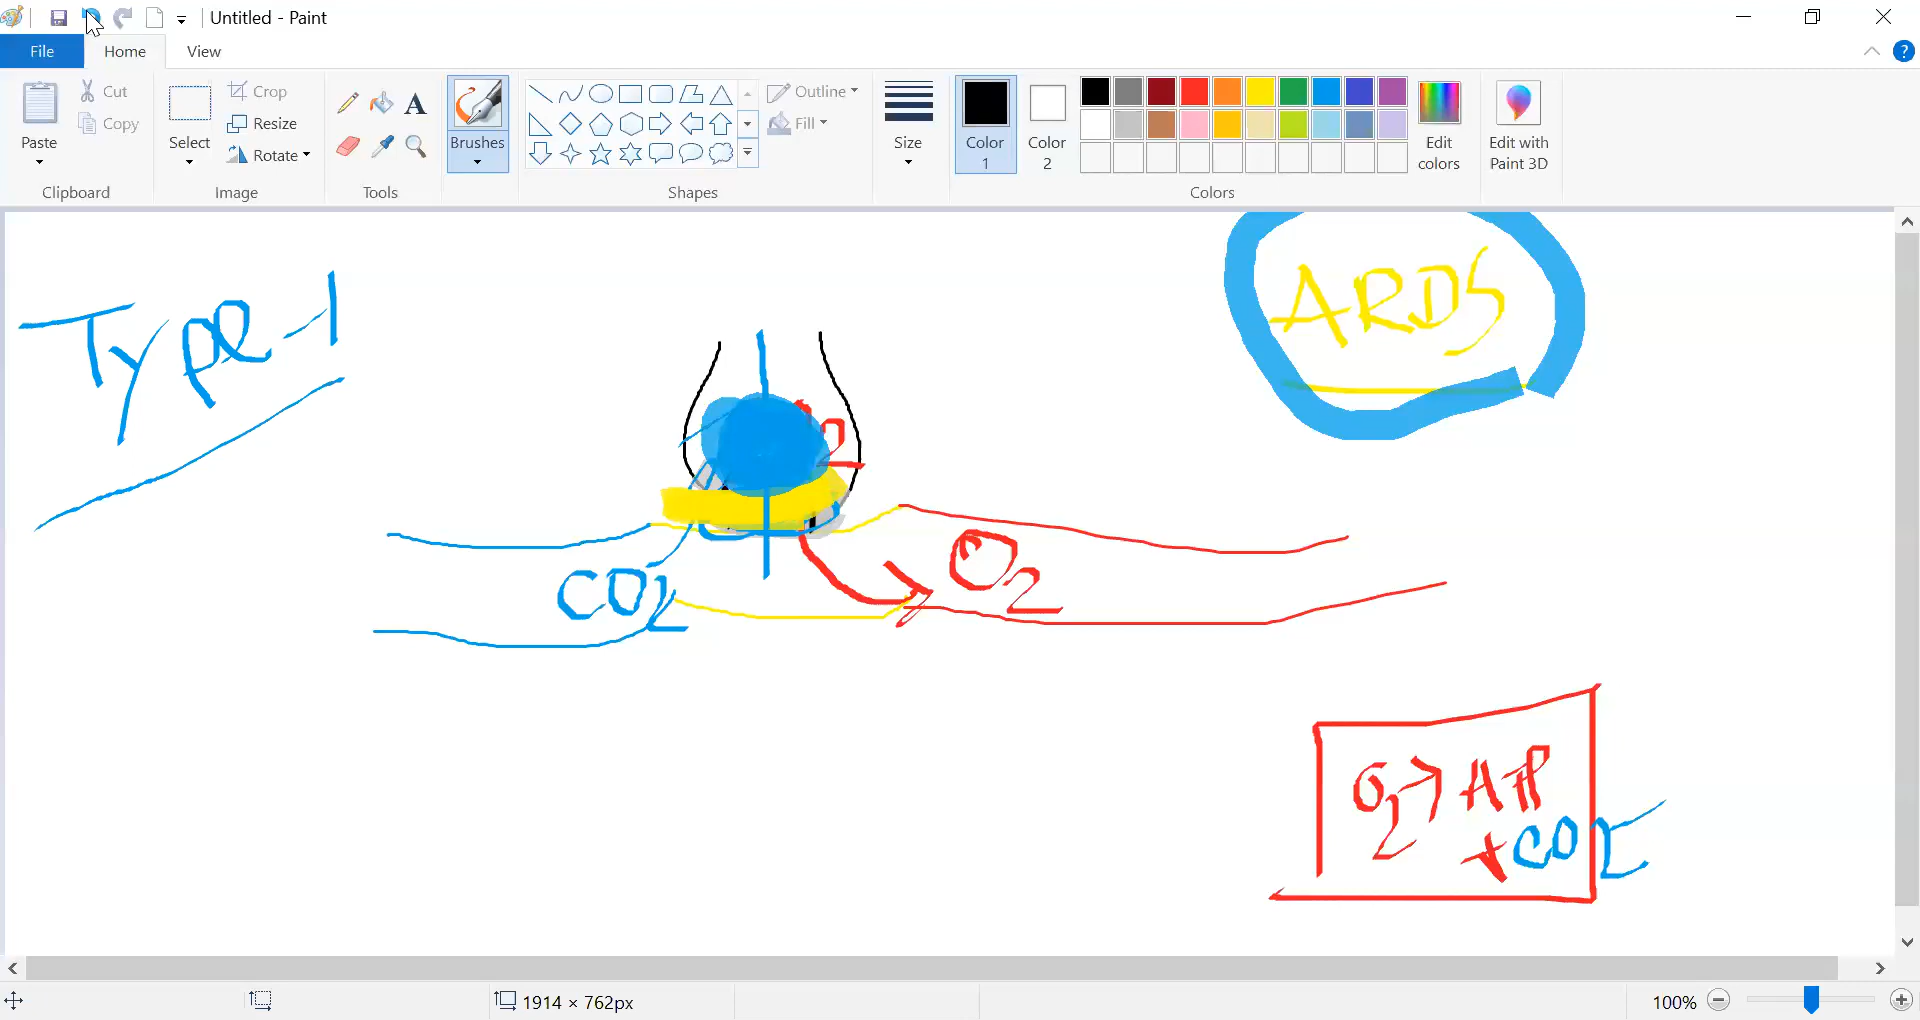 Untitled - Paint
File Home View
Paste
Cut
Copy
Clipboard
Select
Crop
Resize
Rotate
Image
A
Tools
Brushes
Outline
Fill
Shapes
Size
Color 1
Color 2
Edit colors
Colors
Edit with Paint 3D
Type-1
ARDS
CO2
O2
O2→ATP
+CO2
1914 × 762px
100%